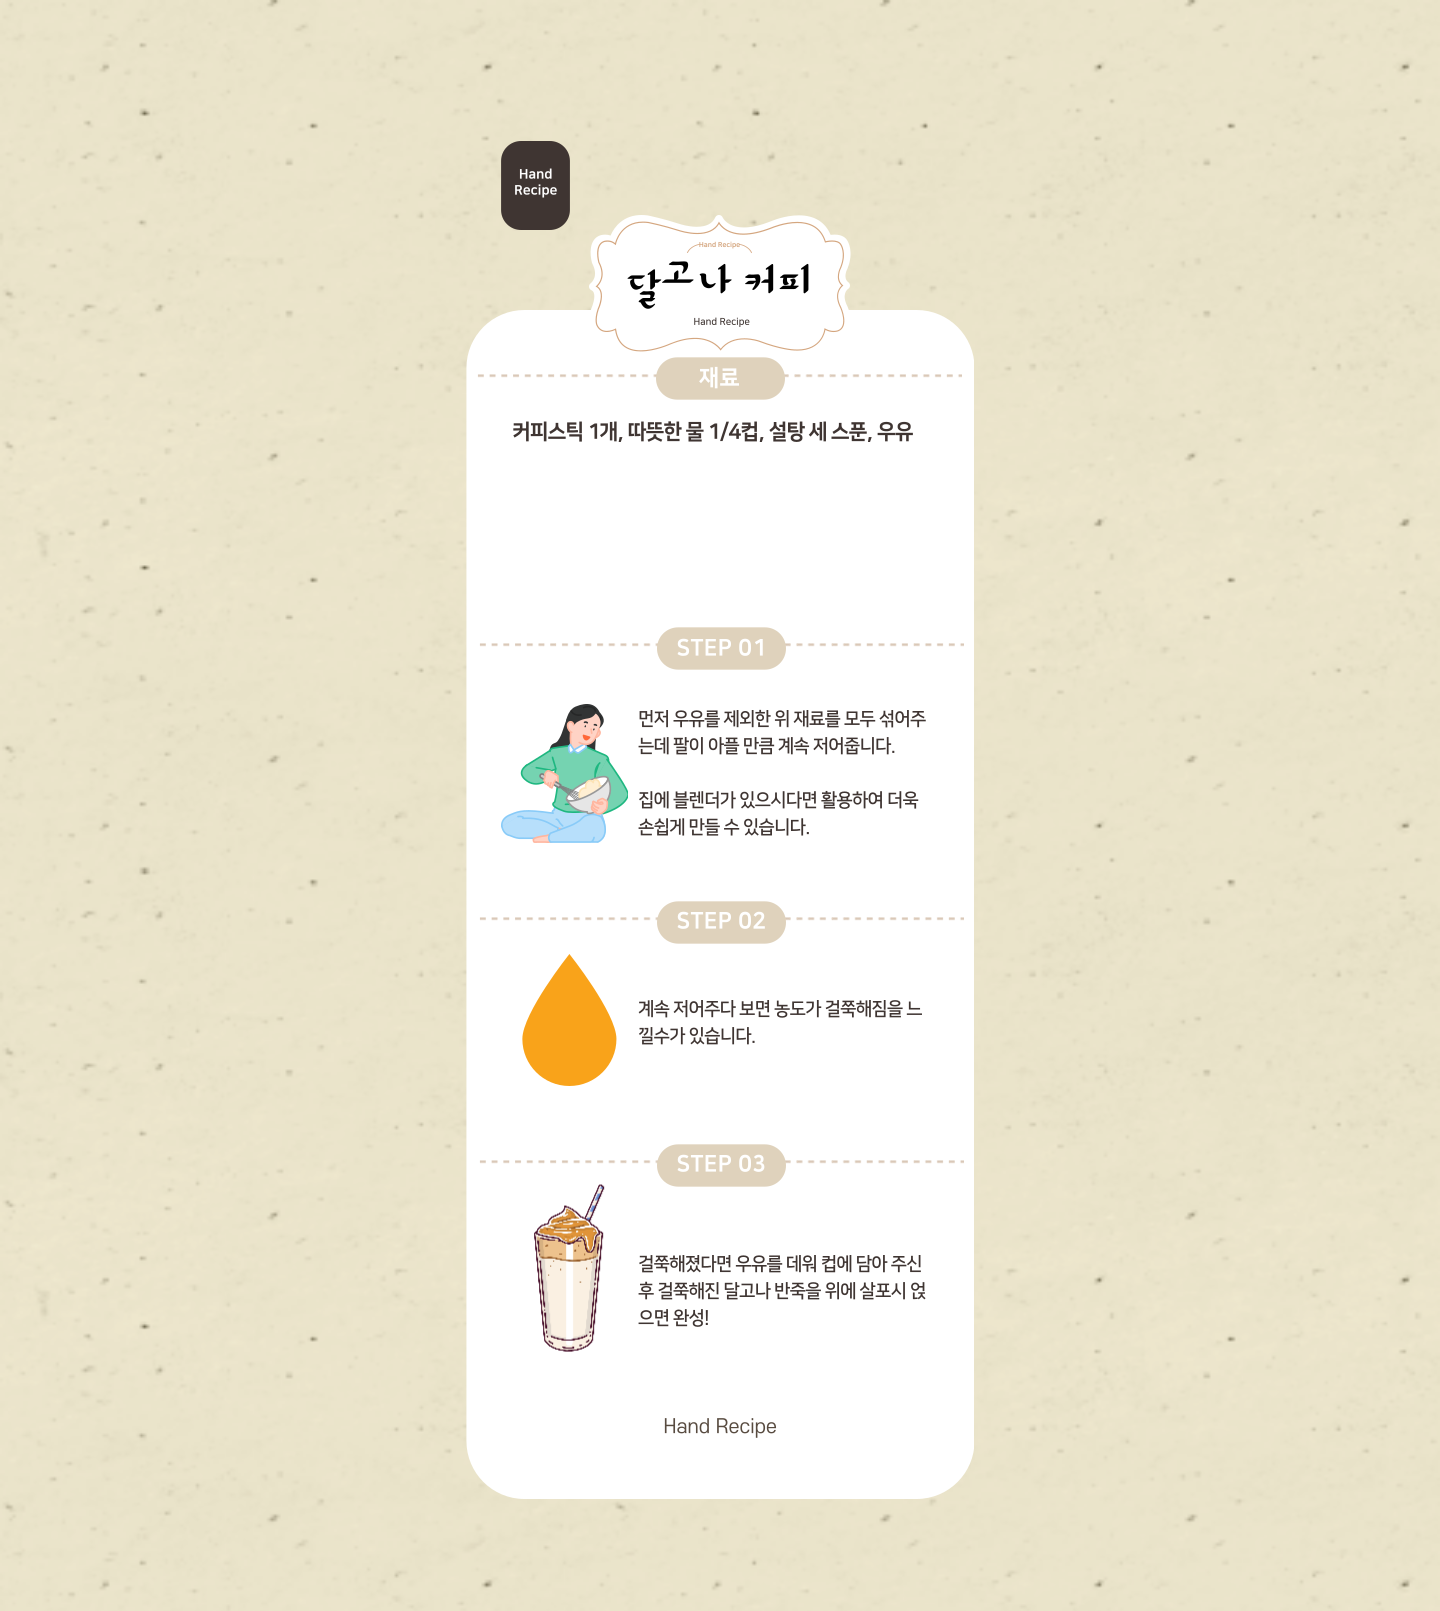 Hand
Recipe
Hand Recipe
달고나 커피
Hand Recipe
재료
커피스틱 1개, 따뜻한 물 1/4컵, 설탕 세 스푼, 우유
STEP 01
먼저 우유를 제외한 위 재료를 모두 섞어주
는데 팔이 아플 만큼 계속 저어줍니다.
집에 블렌더가 있으시다면 활용하여 더욱
손쉽게 만들 수 있습니다.
STEP 02
계속 저어주다 보면 농도가 걸쭉해짐을 느
낄수가 있습니다.
STEP 03
걸쭉해졌다면 우유를 데워 컵에 담아 주신
후 걸쭉해진 달고나 반죽을 위에 살포시 얹
으면 완성!
Hand Recipe